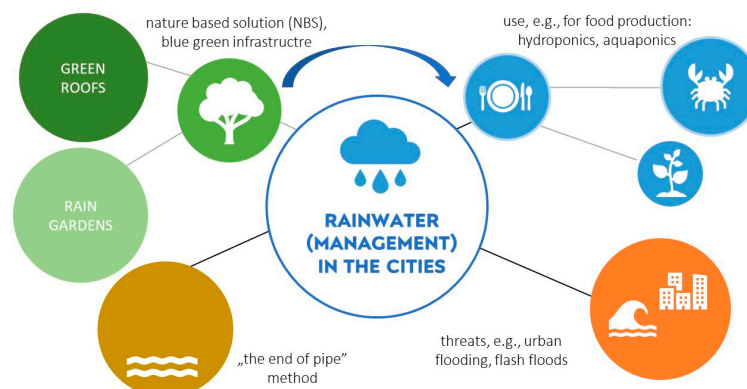 nature based solution (NBS),
blue green infrastructre
use, e.g., for food production:
hydroponics, aquaponics
GREEN
ROOFS
RAIN
GARDENS
RAINWATER
(MANAGEMENT)
IN THE CITIES
„the end of pipe”
method
threats, e.g., urban
flooding, flash floods